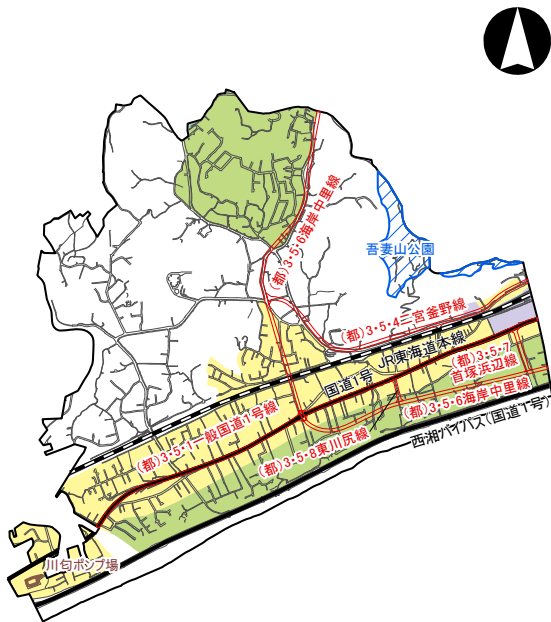 (都)3・5・6海岸中里線
吾妻山公園
(都)3・5・4二宮釜野線
JR東海道本線
国道1号
(都)3・5・7
首塚浜辺線
(都)3・5・6海岸中里線
(都)3・5・1一般国道1号線
(都)3・5・8東川尻線
西湘バイパス(国道1号)
川匂ポンプ場